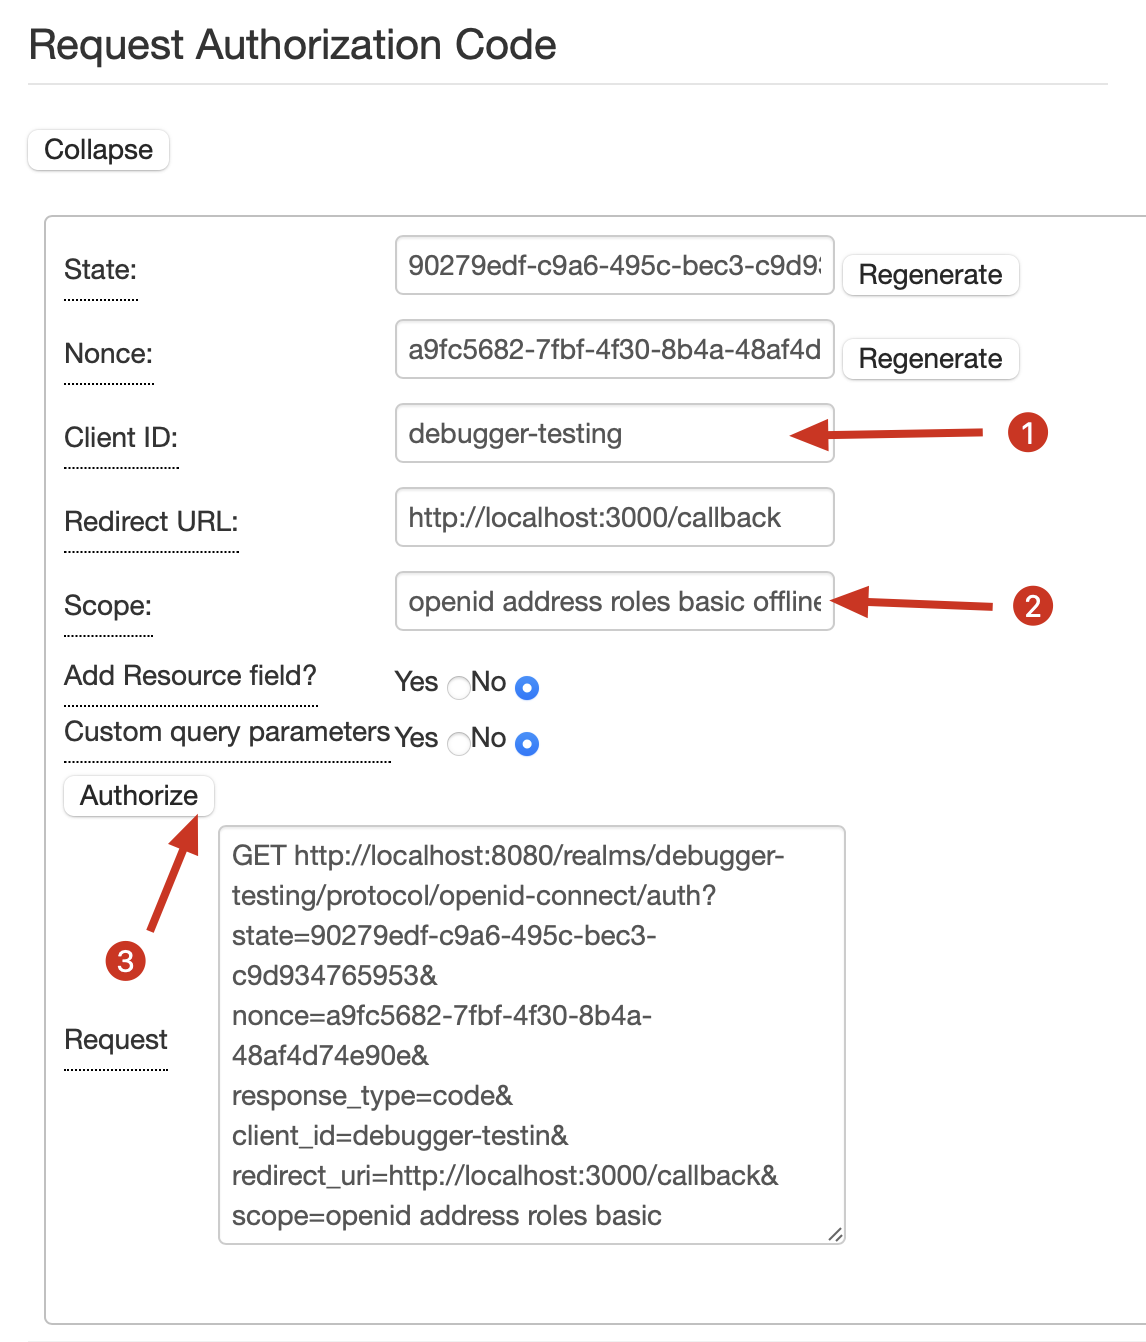 Request Authorization Code
Collapse
State: 90279edf-c9a6-495c-bec3-c9d93 Regenerate
Nonce: a9fc5682-7fbf-4f30-8b4a-48af4d Regenerate
Client ID: debugger-testing 1
Redirect URL: http://localhost:3000/callback
Scope: openid address roles basic offline 2
Add Resource field? Yes No
Custom query parameters Yes No
Authorize
3
Request
GET http://localhost:8080/realms/debugger-
testing/protocol/openid-connect/auth?
state=90279edf-c9a6-495c-bec3-
c9d934765953&
nonce=a9fc5682-7fbf-4f30-8b4a-
48af4d74e90e&
response_type=code&
client_id=debugger-testin&
redirect_uri=http://localhost:3000/callback&
scope=openid address roles basic